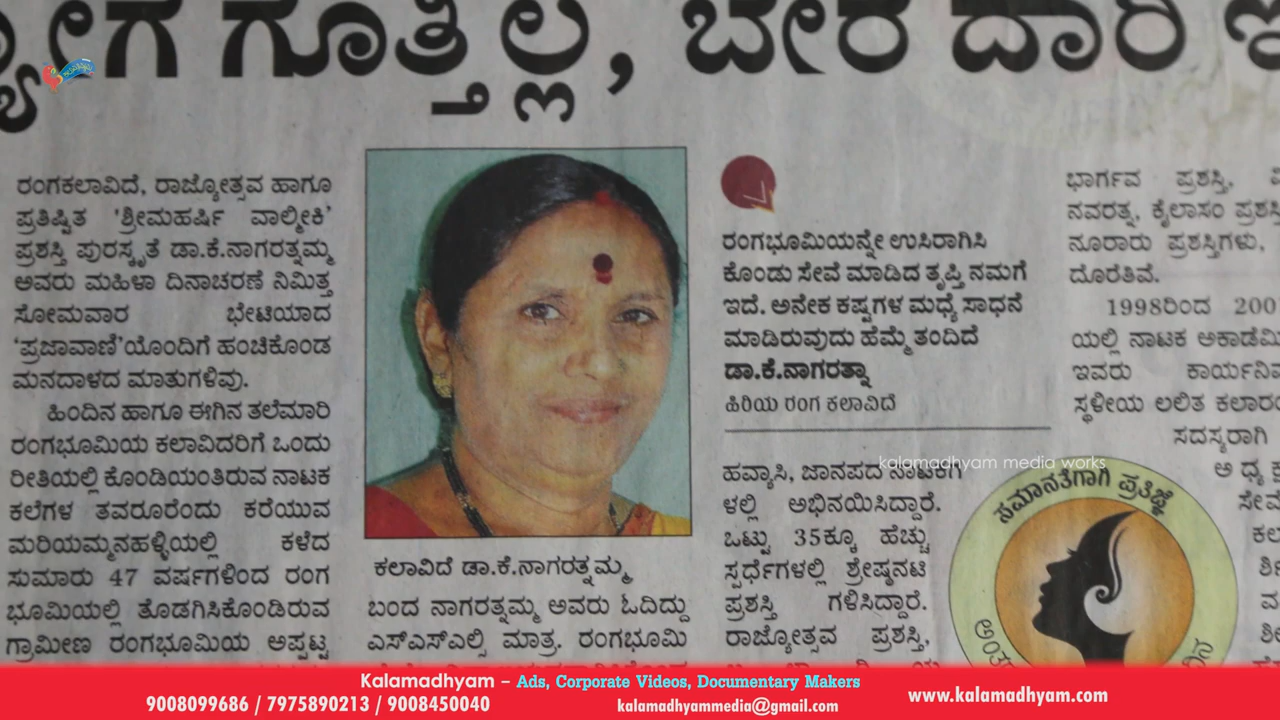 ಗೊತ್ತಿಲ್ಲ, ಬೇರೆ ದಾರಿ
ರಂಗಕಲಾವಿದೆ, ರಾಜ್ಯೋತ್ಸವ ಹಾಗೂ
ಪ್ರತಿಷ್ಠಿತ 'ಶ್ರೀಮಹರ್ಷಿ ವಾಲ್ಮೀಕಿ'
ಪ್ರಶಸ್ತಿ ಪುರಸ್ಕೃತೆ ಡಾ.ಕೆ.ನಾಗರತ್ನಮ್ಮ
ಅವರು ಮಹಿಳಾ ದಿನಾಚರಣೆ ನಿಮಿತ್ತ
ಸೋಮವಾರ ಭೇಟಿಯಾದ
'ಪ್ರಜಾವಾಣಿ'ಯೊಂದಿಗೆ ಹಂಚಿಕೊಂಡ
ಮನದಾಳದ ಮಾತುಗಳಿವು.
ಹಿಂದಿನ ಹಾಗೂ ಈಗಿನ ತಲೆಮಾರಿ
ರಂಗಭೂಮಿಯ ಕಲಾವಿದರಿಗೆ ಒಂದು
ರೀತಿಯಲ್ಲಿ ಕೊಂಡಿಯಂತಿರುವ ನಾಟಕ
ಕಲೆಗಳ ತವರೂರೆಂದು ಕರೆಯುವ
ಮರಿಯಮ್ಮನಹಳ್ಳಿಯಲ್ಲಿ ಕಳೆದ
ಸುಮಾರು 47 ವರ್ಷಗಳಿಂದ ರಂಗ
ಭೂಮಿಯಲ್ಲಿ ತೊಡಗಿಸಿಕೊಂಡಿರುವ
ಗ್ರಾಮೀಣ ರಂಗಭೂಮಿಯ ಅಪ್ಪಟ್ಟ
ಕಲಾವಿದೆ ಡಾ.ಕೆ.ನಾಗರತ್ನಮ್ಮ
ಬಂದ ನಾಗರತ್ನಮ್ಮ ಅವರು ಓದಿದ್ದು
ಎಸ್ಎಸ್ಎಲ್ಸಿ ಮಾತ್ರ. ರಂಗಭೂಮಿ
ರಂಗಭೂಮಿಯನ್ನೇ ಉಸಿರಾಗಿಸಿ
ಕೊಂಡು ಸೇವೆ ಮಾಡಿದ ತೃಪ್ತಿ ನಮಗೆ
ಇದೆ. ಅನೇಕ ಕಷ್ಟಗಳ ಮಧ್ಯೆ ಸಾಧನೆ
ಮಾಡಿರುವುದು ಹೆಮ್ಮೆ ತಂದಿದೆ
ಡಾ.ಕೆ.ನಾಗರತ್ನಾ
ಹಿರಿಯ ರಂಗ ಕಲಾವಿದೆ
ಹವ್ಯಾಸಿ, ಜಾನಪದ ನಾಟಕಗ
ಳಲ್ಲಿ ಅಭಿನಯಿಸಿದ್ದಾರೆ.
ಒಟ್ಟು 35ಕ್ಕೂ ಹೆಚ್ಚು
ಸ್ಪರ್ಧೆಗಳಲ್ಲಿ ಶ್ರೇಷ್ಠನಟಿ
ಪ್ರಶಸ್ತಿ ಗಳಿಸಿದ್ದಾರೆ.
ರಾಜ್ಯೋತ್ಸವ ಪ್ರಶಸ್ತಿ,
kalamadhyam media works
ಭಾರ್ಗವ ಪ್ರಶಸ್ತಿ,
ನವರತ್ನ, ಕೈಲಾಸಂ ಪ್ರಶಸ್ತಿ
ನೂರಾರು ಪ್ರಶಸ್ತಿಗಳು,
ದೊರೆತಿವೆ.
1998ರಿಂದ 200
ಯಲ್ಲಿ ನಾಟಕ ಅಕಾಡೆಮಿ
ಇವರು ಕಾರ್ಯನಿ
ಸ್ಥಳೀಯ ಲಲಿತ ಕಲಾರಂ
ಸದಸ್ಯರಾಗಿ
ಅಧ್ಯಕ್ಷ
ಸಮಾನತೆಗಾಗಿ ಪ್ರತಿಜ್ಞೆ
Kalamadhyam – Ads, Corporate Videos, Documentary Makers
9008099686 / 7975890213 / 9008450040
kalamadhyammedia@gmail.com
www.kalamadhyam.com